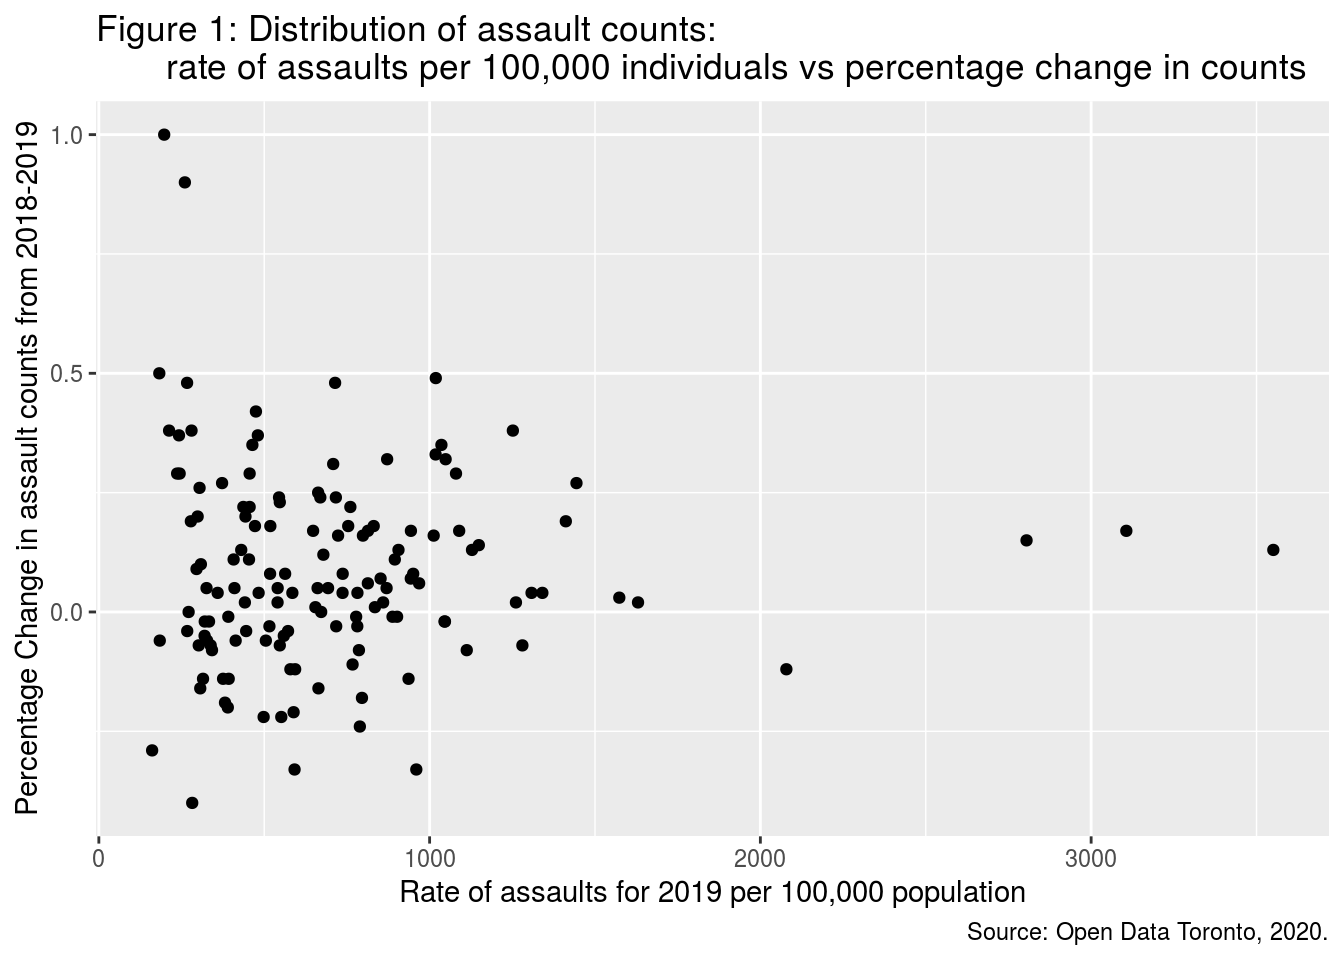 Figure 1: Distribution of assault counts:
rate of assaults per 100,000 individuals vs percentage change in counts
Percentage Change in assault counts from 2018-2019
1.0
0.5
0.0
0
1000
2000
3000
Rate of assaults for 2019 per 100,000 population
Source: Open Data Toronto, 2020.